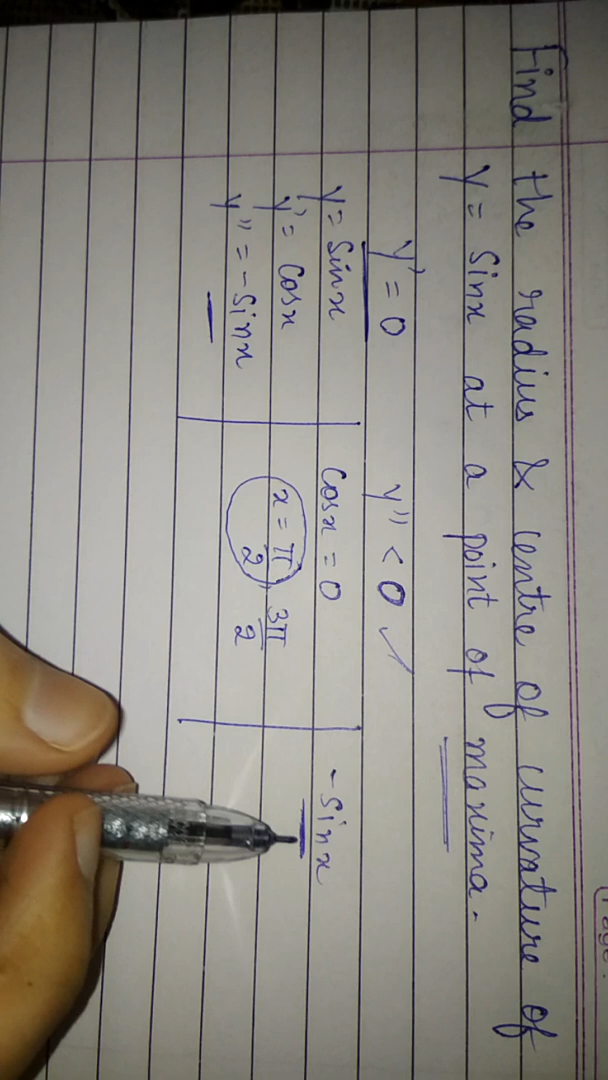 Find the radius & centre of curvature of
y = Sinx at a point of maxima.
y' = 0 y'' < 0 ✓
y = Sinx cosx = 0 - Sinx
y' = cosx x = π/2, 3π/2
y'' = - Sinx